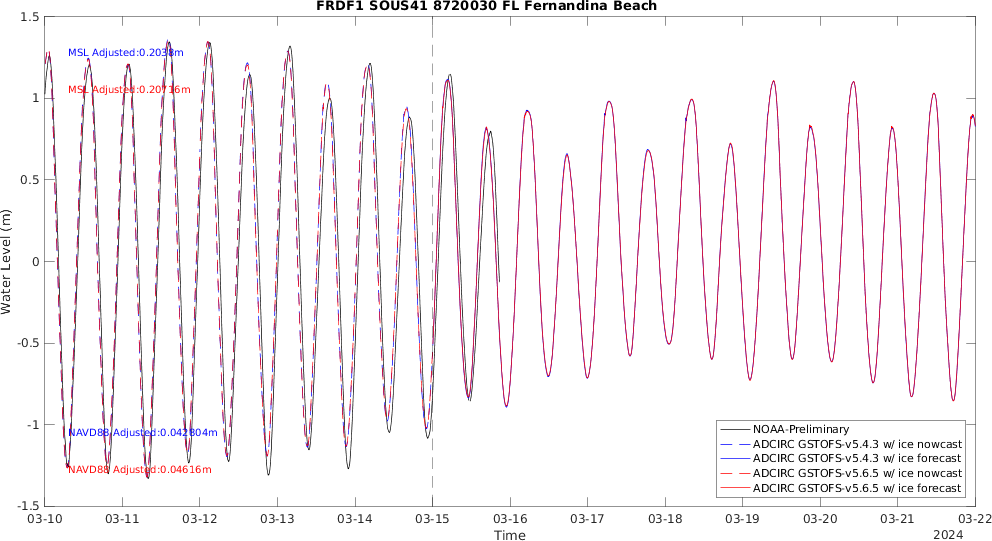 FRDF1 SOUS41 8720030 FL Fernandina Beach
1.5
1
0.5
0
-0.5
-1
-1.5
Water Level (m)
MSL Adjusted:0.2038m
MSL Adjusted:0.20716m
NAVD88 Adjusted:0.042804m
NAVD88 Adjusted:0.04616m
NOAA-Preliminary
ADCIRC GSTOFS-v5.4.3 w/ ice nowcast
ADCIRC GSTOFS-v5.4.3 w/ ice forecast
ADCIRC GSTOFS-v5.6.5 w/ ice nowcast
ADCIRC GSTOFS-v5.6.5 w/ ice forecast
03-10 03-11 03-12 03-13 03-14 03-15 03-16 03-17 03-18 03-19 03-20 03-21 03-22
Time
2024